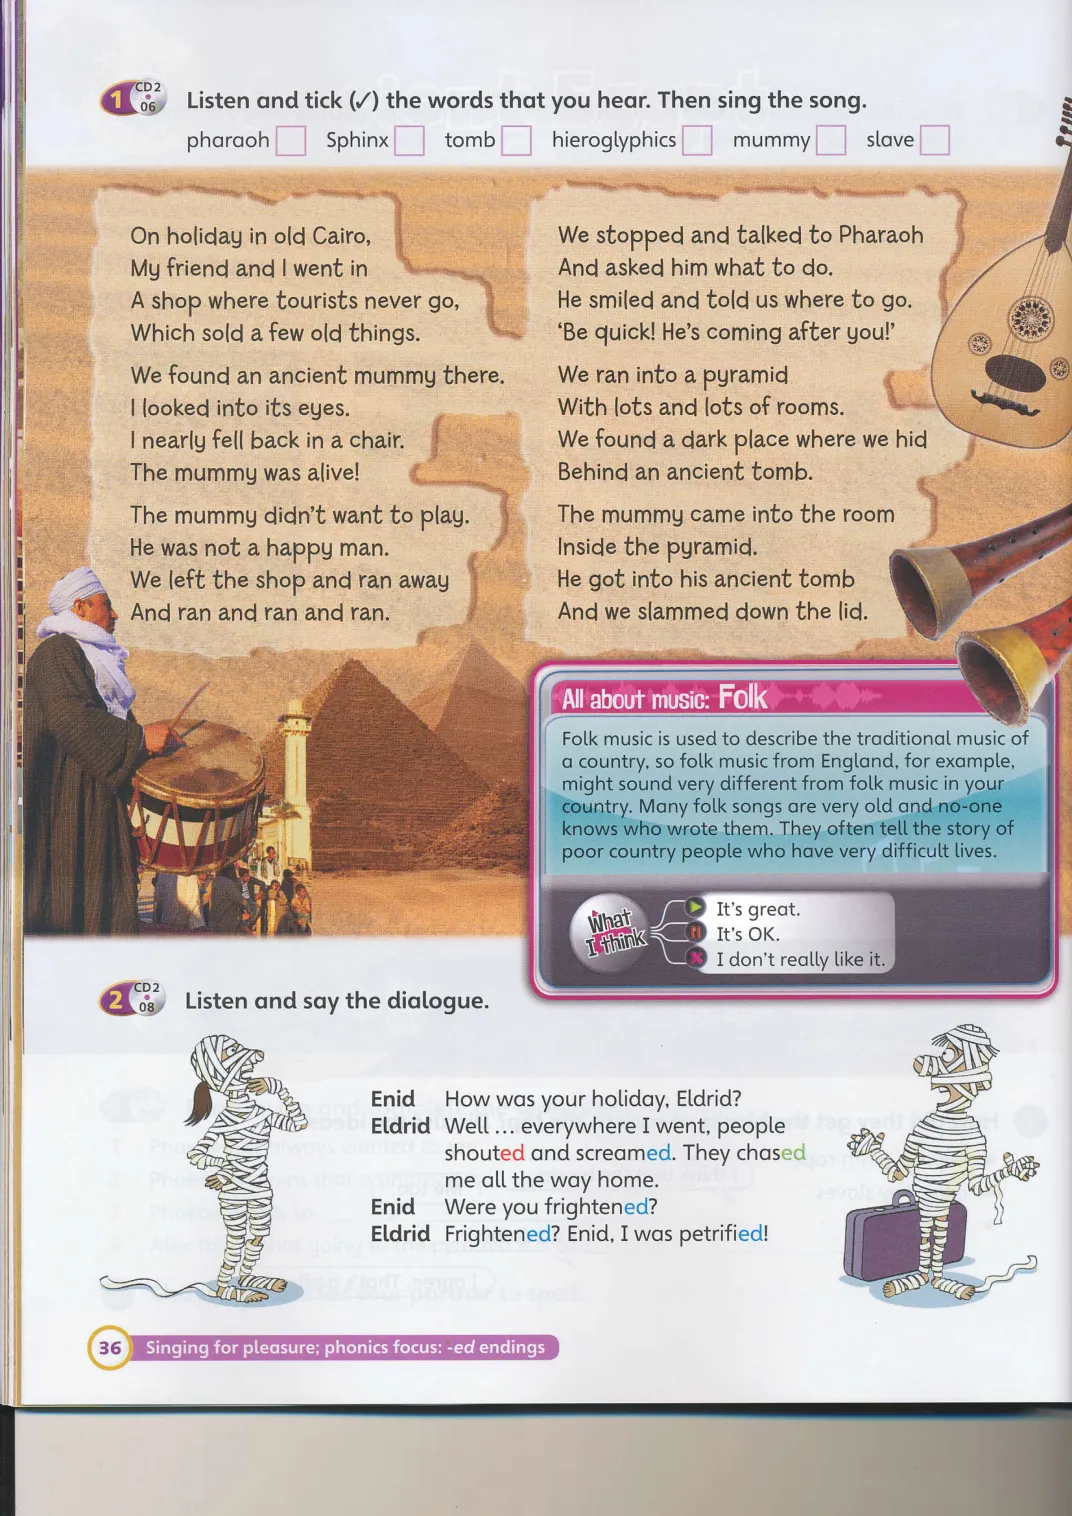 1 CD2 06 Listen and tick (✓) the words that you hear. Then sing the song.
pharaoh Sphinx tomb hieroglyphics mummy slave
On holiday in old Cairo,
My friend and I went in
A shop where tourists never go,
Which sold a few old things.
We found an ancient mummy there.
I looked into its eyes.
I nearly fell back in a chair.
The mummy was alive!
The mummy didn't want to play.
He was not a happy man.
We left the shop and ran away
And ran and ran and ran.
We stopped and talked to Pharaoh
And asked him what to do.
He smiled and told us where to go.
'Be quick! He's coming after you!'
We ran into a pyramid
With lots and lots of rooms.
We found a dark place where we hid
Behind an ancient tomb.
The mummy came into the room
Inside the pyramid.
He got into his ancient tomb
And we slammed down the lid.
All about music: Folk
Folk music is used to describe the traditional music of
a country, so folk music from England, for example,
might sound very different from folk music in your
country. Many folk songs are very old and no-one
knows who wrote them. They often tell the story of
poor country people who have very difficult lives.
What
I think
It's great.
It's OK.
I don't really like it.
2 CD2 08 Listen and say the dialogue.
Enid How was your holiday, Eldrid?
Eldrid Well ... everywhere I went, people
shouted and screamed. They chased
me all the way home.
Enid Were you frightened?
Eldrid Frightened? Enid, I was petrified!
36 Singing for pleasure; phonics focus: -ed endings